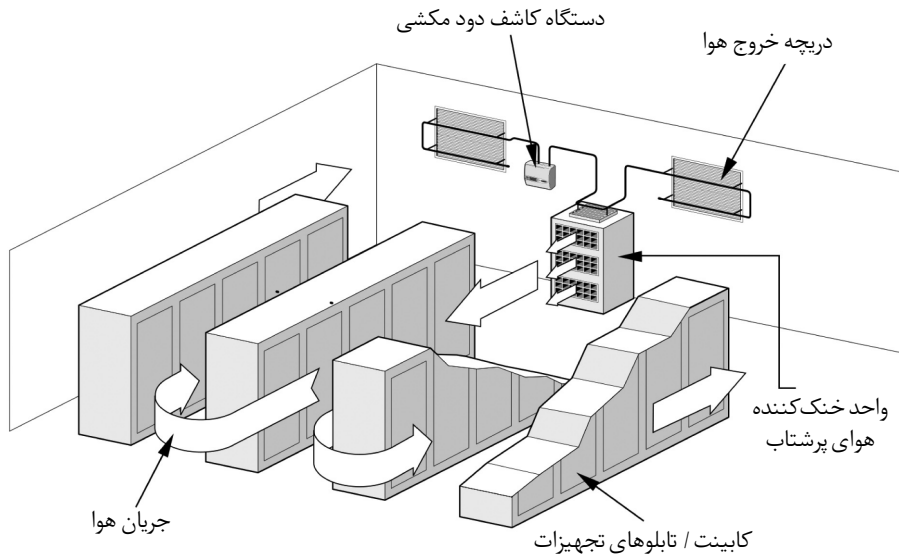 دستگاه کاشف دود مکشی
دریچه خروج هوا
واحد خنک‌کننده
هوای پرشتاب
جریان هوا
کابینت / تابلوهای تجهیزات